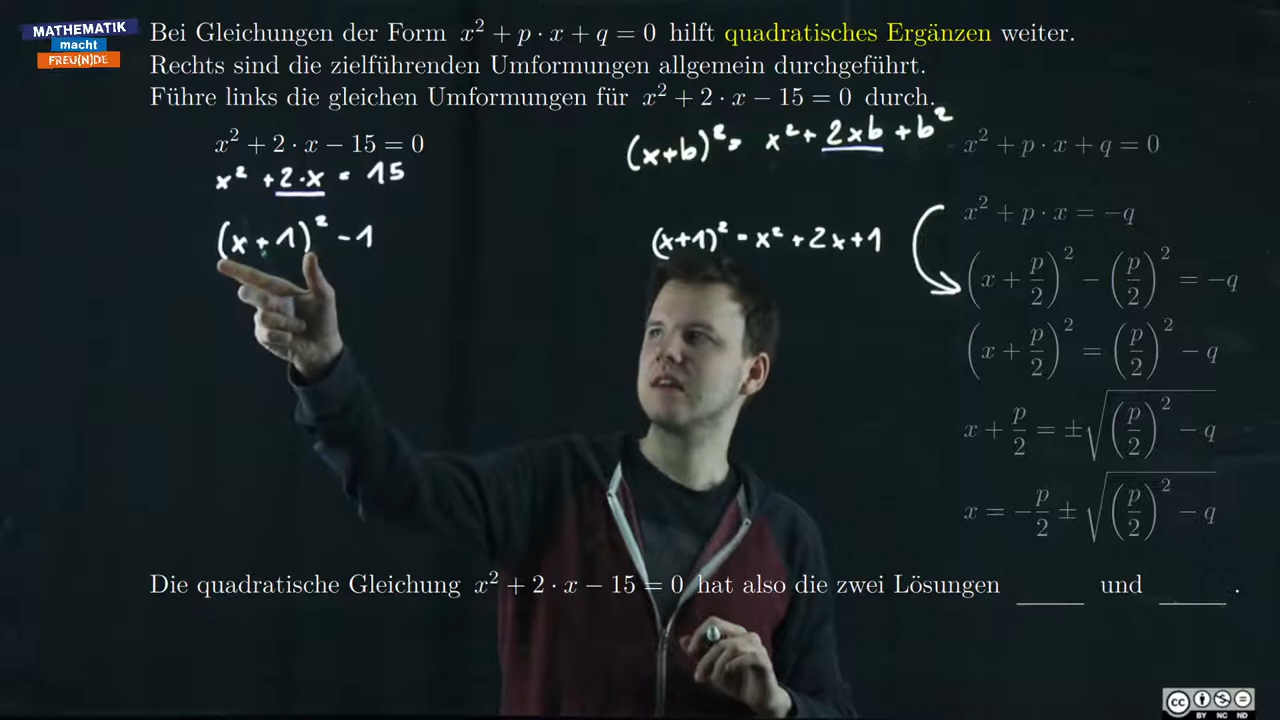 MATHEMATIK
macht
FREU(N)DE
Bei Gleichungen der Form x² + p · x + q = 0 hilft quadratisches Ergänzen weiter.
Rechts sind die zielführenden Umformungen allgemein durchgeführt.
Führe links die gleichen Umformungen für x² + 2 · x − 15 = 0 durch.
x² + 2 · x − 15 = 0
x² + 2 · x = 15
(x + 1)² − 1
(x+b)² = x² + 2xb + b²
(x+1)² = x² + 2x + 1
x² + p · x + q = 0
x² + p · x = −q
(x + p/2)² − (p/2)² = −q
(x + p/2)² = (p/2)² − q
x + p/2 = ±√((p/2)² − q)
x = −p/2 ± √((p/2)² − q)
Die quadratische Gleichung x² + 2 · x − 15 = 0 hat also die zwei Lösungen ____ und ____ .
CC BY NC ND